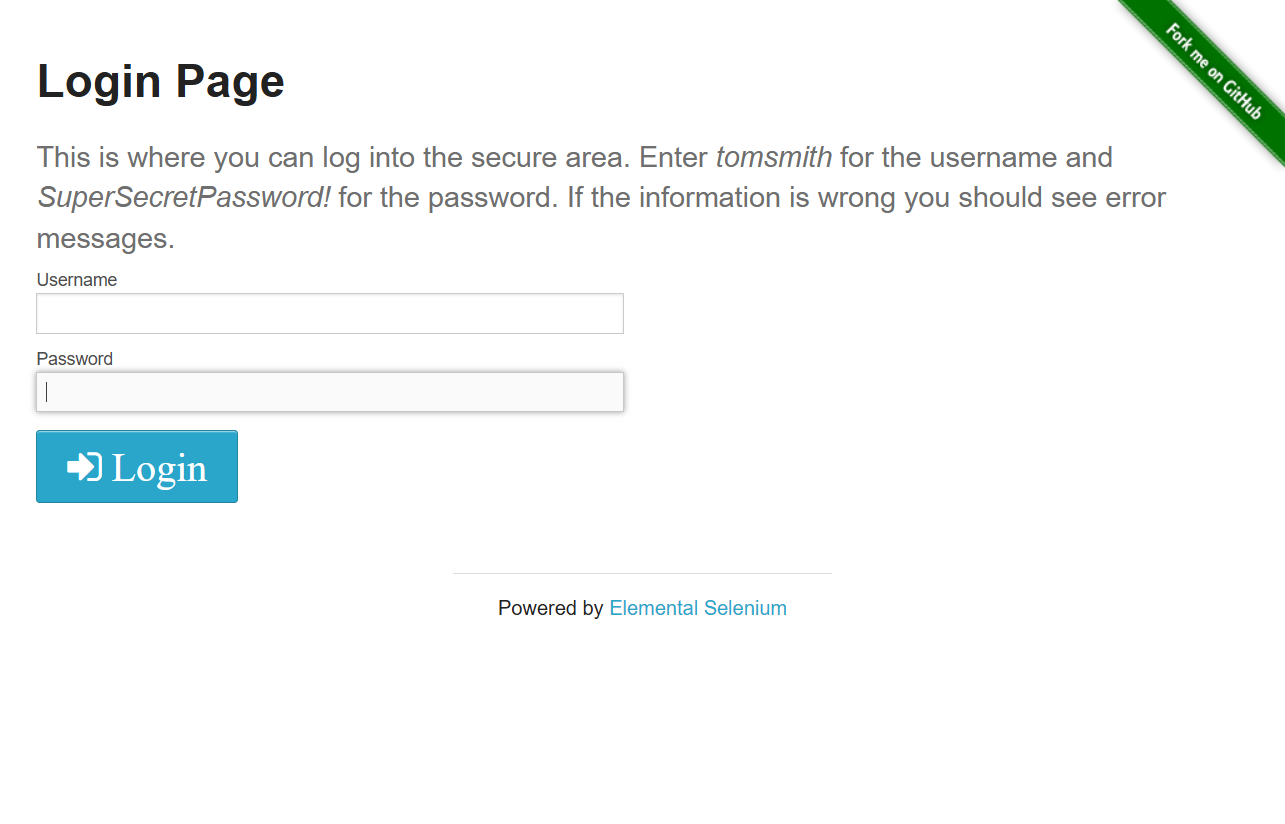 Fork me on GitHub
Login Page
This is where you can log into the secure area. Enter tomsmith for the username and
SuperSecretPassword! for the password. If the information is wrong you should see error
messages.
Username
Password
Login
Powered by Elemental Selenium